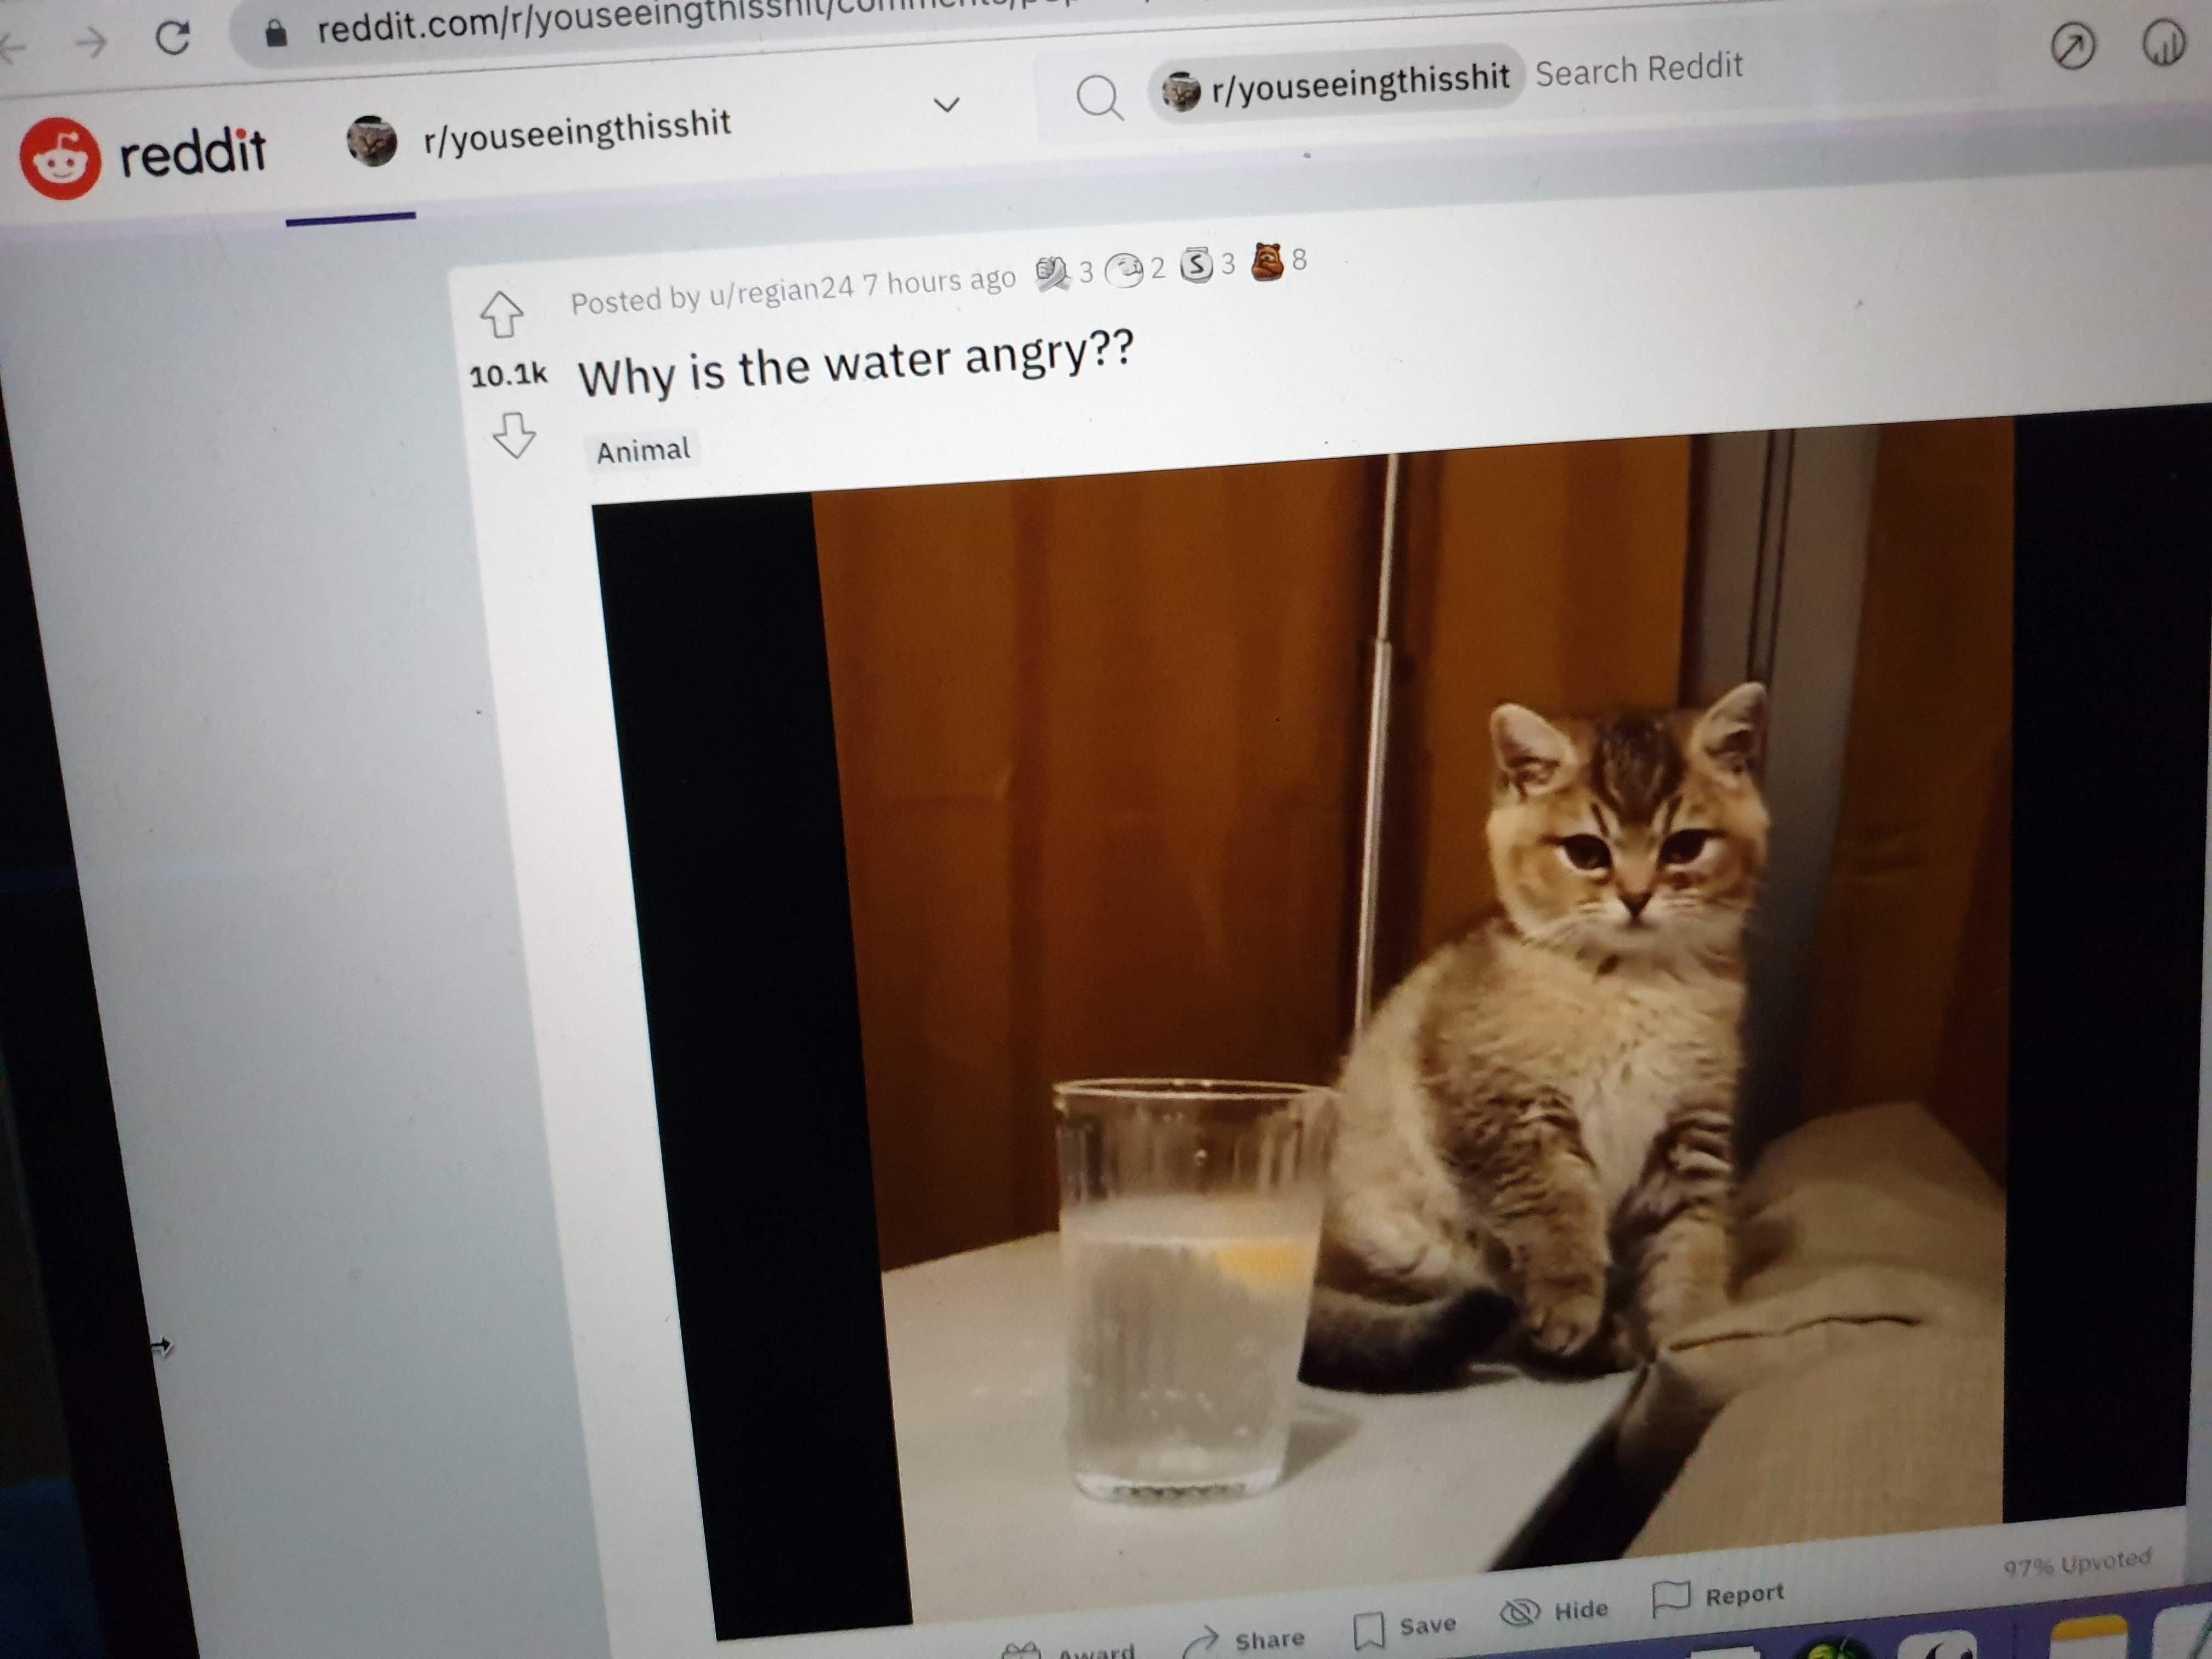 reddit.com/r/youseeingthisshit/comments/
reddit r/youseeingthisshit r/youseeingthisshit Search Reddit
Posted by u/regian24 7 hours ago 3 2 S 3 8
10.1k Why is the water angry??
Animal
97% Upvoted
Award Share Save Hide Report